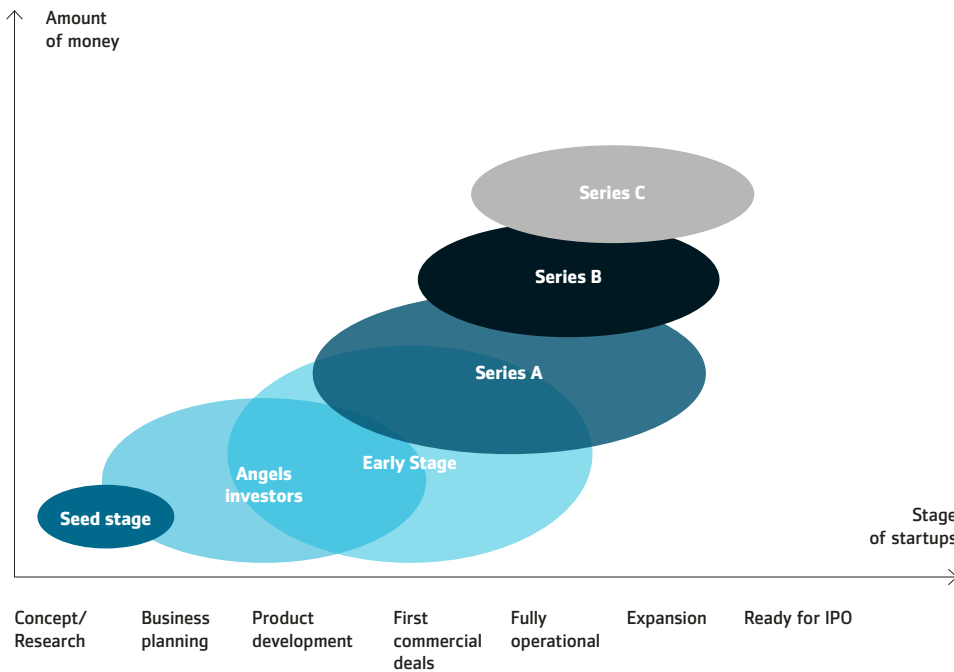 Amount
of money
Series C
Series B
Series A
Early Stage
Angels
investors
Seed stage
Stage
of startups
Concept/
Research
Business
planning
Product
development
First
commercial
deals
Fully
operational
Expansion
Ready for IPO